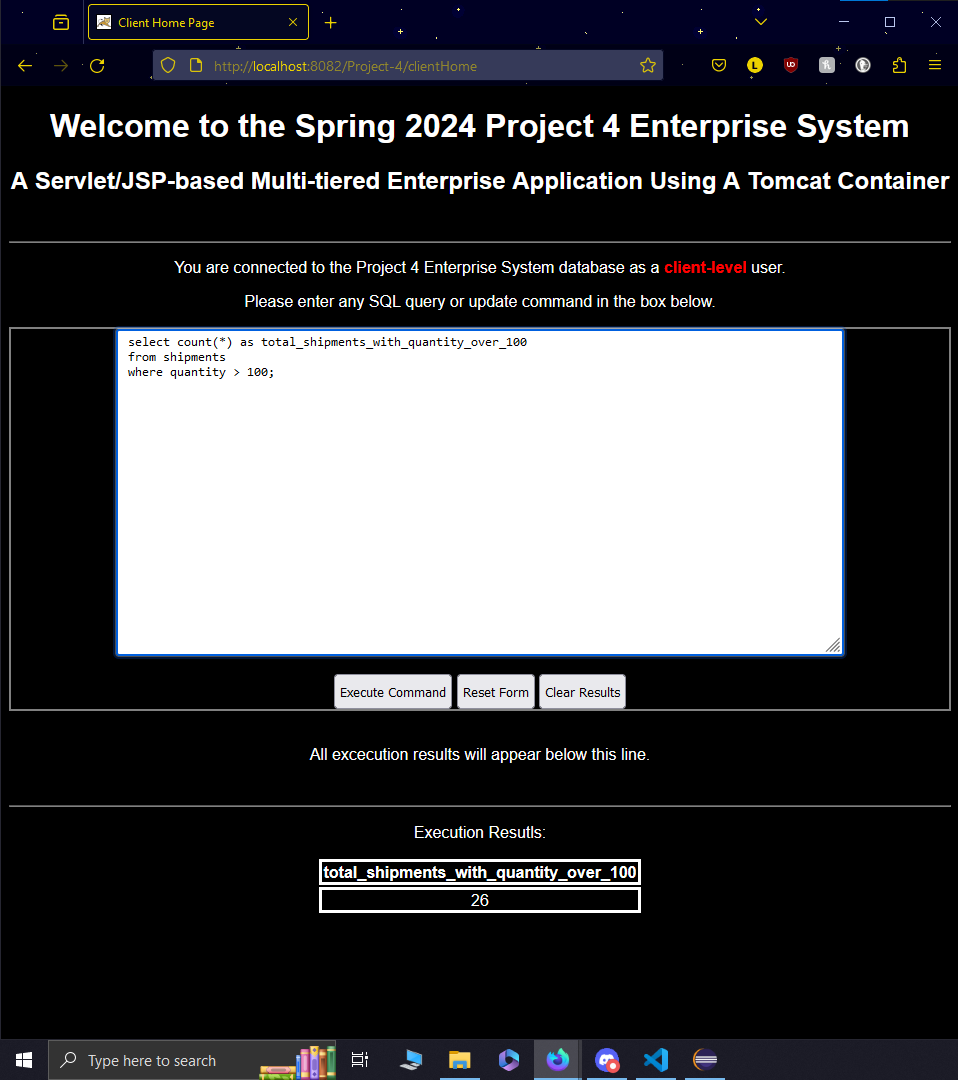 Client Home Page
http://localhost:8082/Project-4/clientHome
L
UD
Welcome to the Spring 2024 Project 4 Enterprise System
A Servlet/JSP-based Multi-tiered Enterprise Application Using A Tomcat Container
You are connected to the Project 4 Enterprise System database as a client-level user.
Please enter any SQL query or update command in the box below.
select count(*) as total_shipments_with_quantity_over_100
from shipments
where quantity > 100;
Execute Command Reset Form Clear Results
All excecution results will appear below this line.
Execution Resutls:
total_shipments_with_quantity_over_100
26
Type here to search